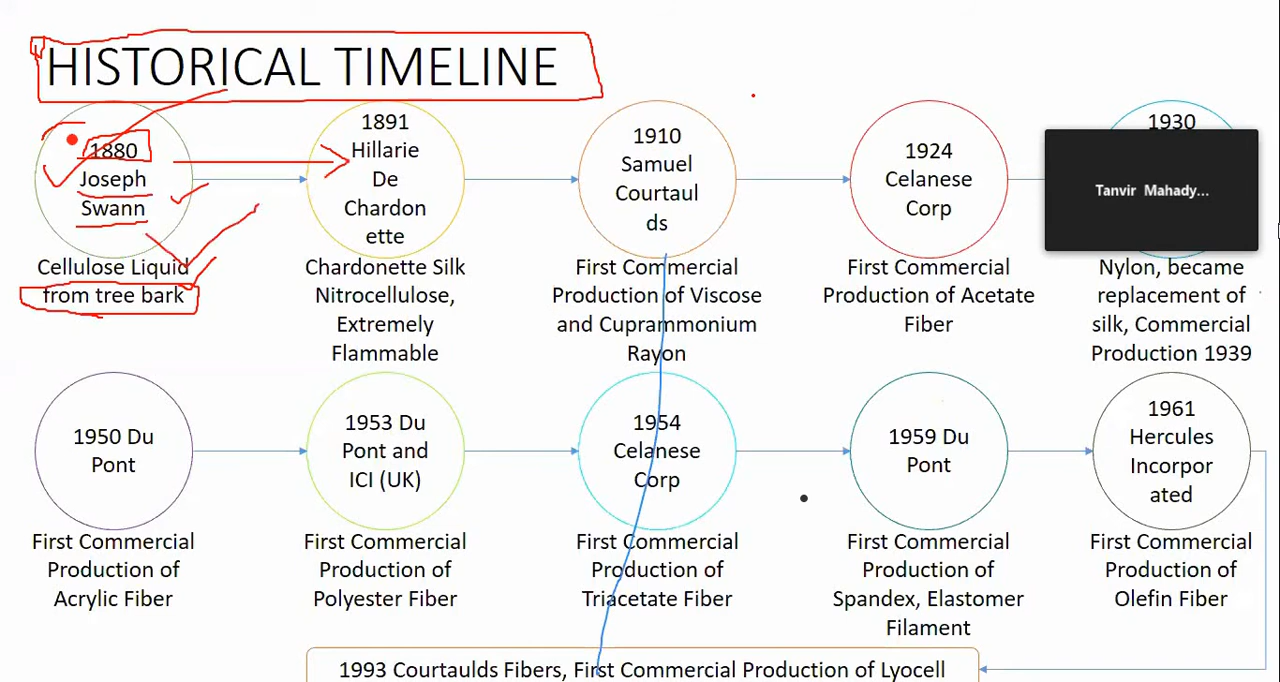 HISTORICAL TIMELINE
1880
Joseph
Swann
Cellulose Liquid
from tree bark
1891
Hillarie
De
Chardon
ette
Chardonette Silk
Nitrocellulose,
Extremely
Flammable
1910
Samuel
Courtaul
ds
First Commercial
Production of Viscose
and Cuprammonium
Rayon
1924
Celanese
Corp
First Commercial
Production of Acetate
Fiber
1930
Tanvir Mahady...
Nylon, became
replacement of
silk, Commercial
Production 1939
1950 Du
Pont
First Commercial
Production of
Acrylic Fiber
1953 Du
Pont and
ICI (UK)
First Commercial
Production of
Polyester Fiber
1954
Celanese
Corp
First Commercial
Production of
Triacetate Fiber
1959 Du
Pont
First Commercial
Production of
Spandex, Elastomer
Filament
1961
Hercules
Incorpor
ated
First Commercial
Production of
Olefin Fiber
1993 Courtaulds Fibers, First Commercial Production of Lyocell